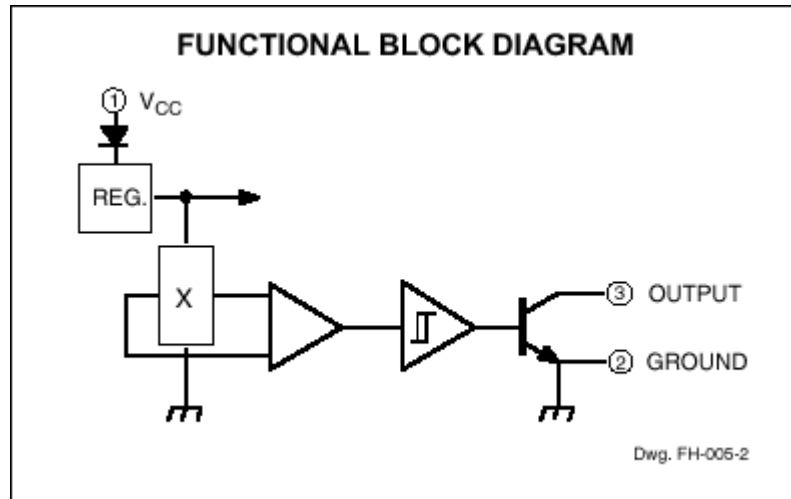 FUNCTIONAL BLOCK DIAGRAM
1 VCC
REG.
X
3 OUTPUT
2 GROUND
Dwg. FH-005-2